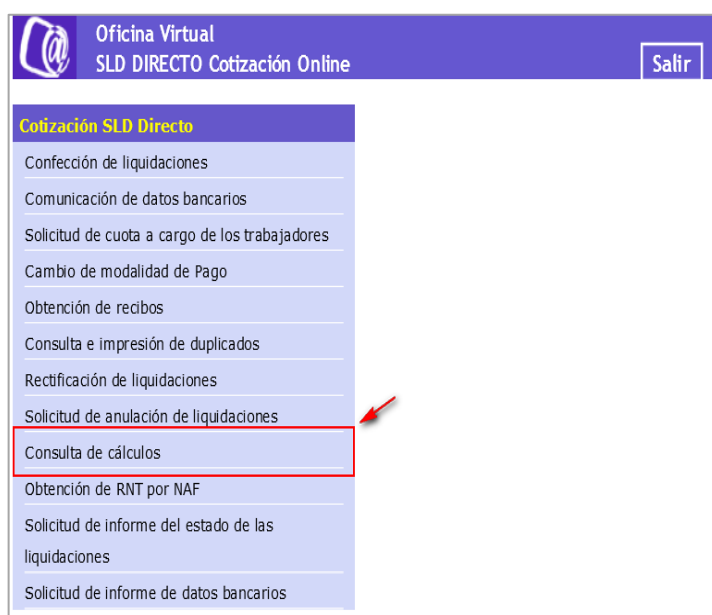 Oficina Virtual
SLD DIRECTO Cotización Online
Salir
Cotización SLD Directo
Confección de liquidaciones
Comunicación de datos bancarios
Solicitud de cuota a cargo de los trabajadores
Cambio de modalidad de Pago
Obtención de recibos
Consulta e impresión de duplicados
Rectificación de liquidaciones
Solicitud de anulación de liquidaciones
Consulta de cálculos
Obtención de RNT por NAF
Solicitud de informe del estado de las
liquidaciones
Solicitud de informe de datos bancarios